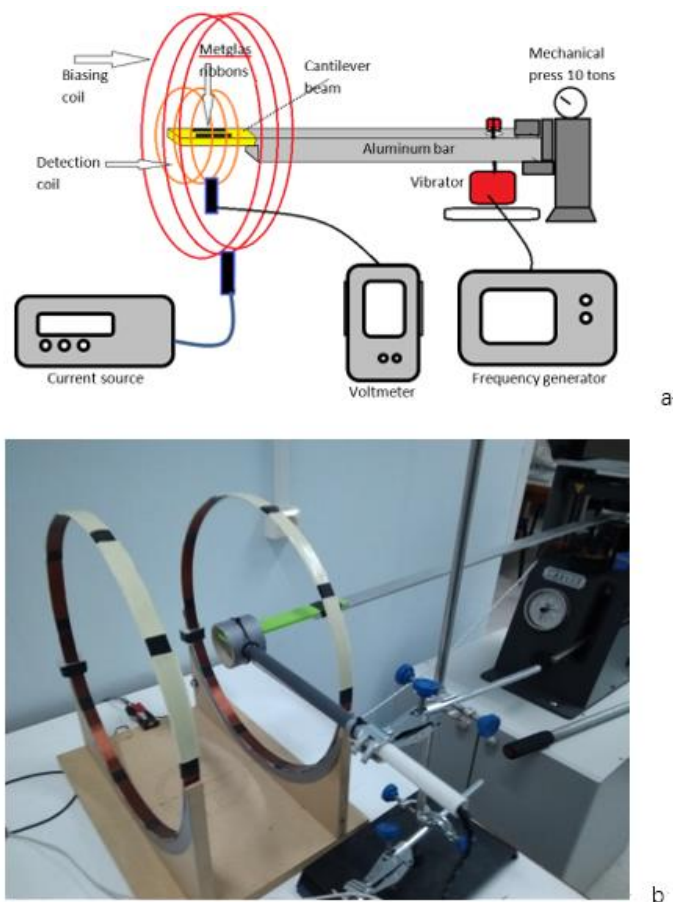 Metglas
ribbons
Biasing
coil
Cantilever
beam
Mechanical
press 10 tons
Detection
coil
Aluminum bar
Vibrator
Current source
Voltmeter
Frequency generator
a
b